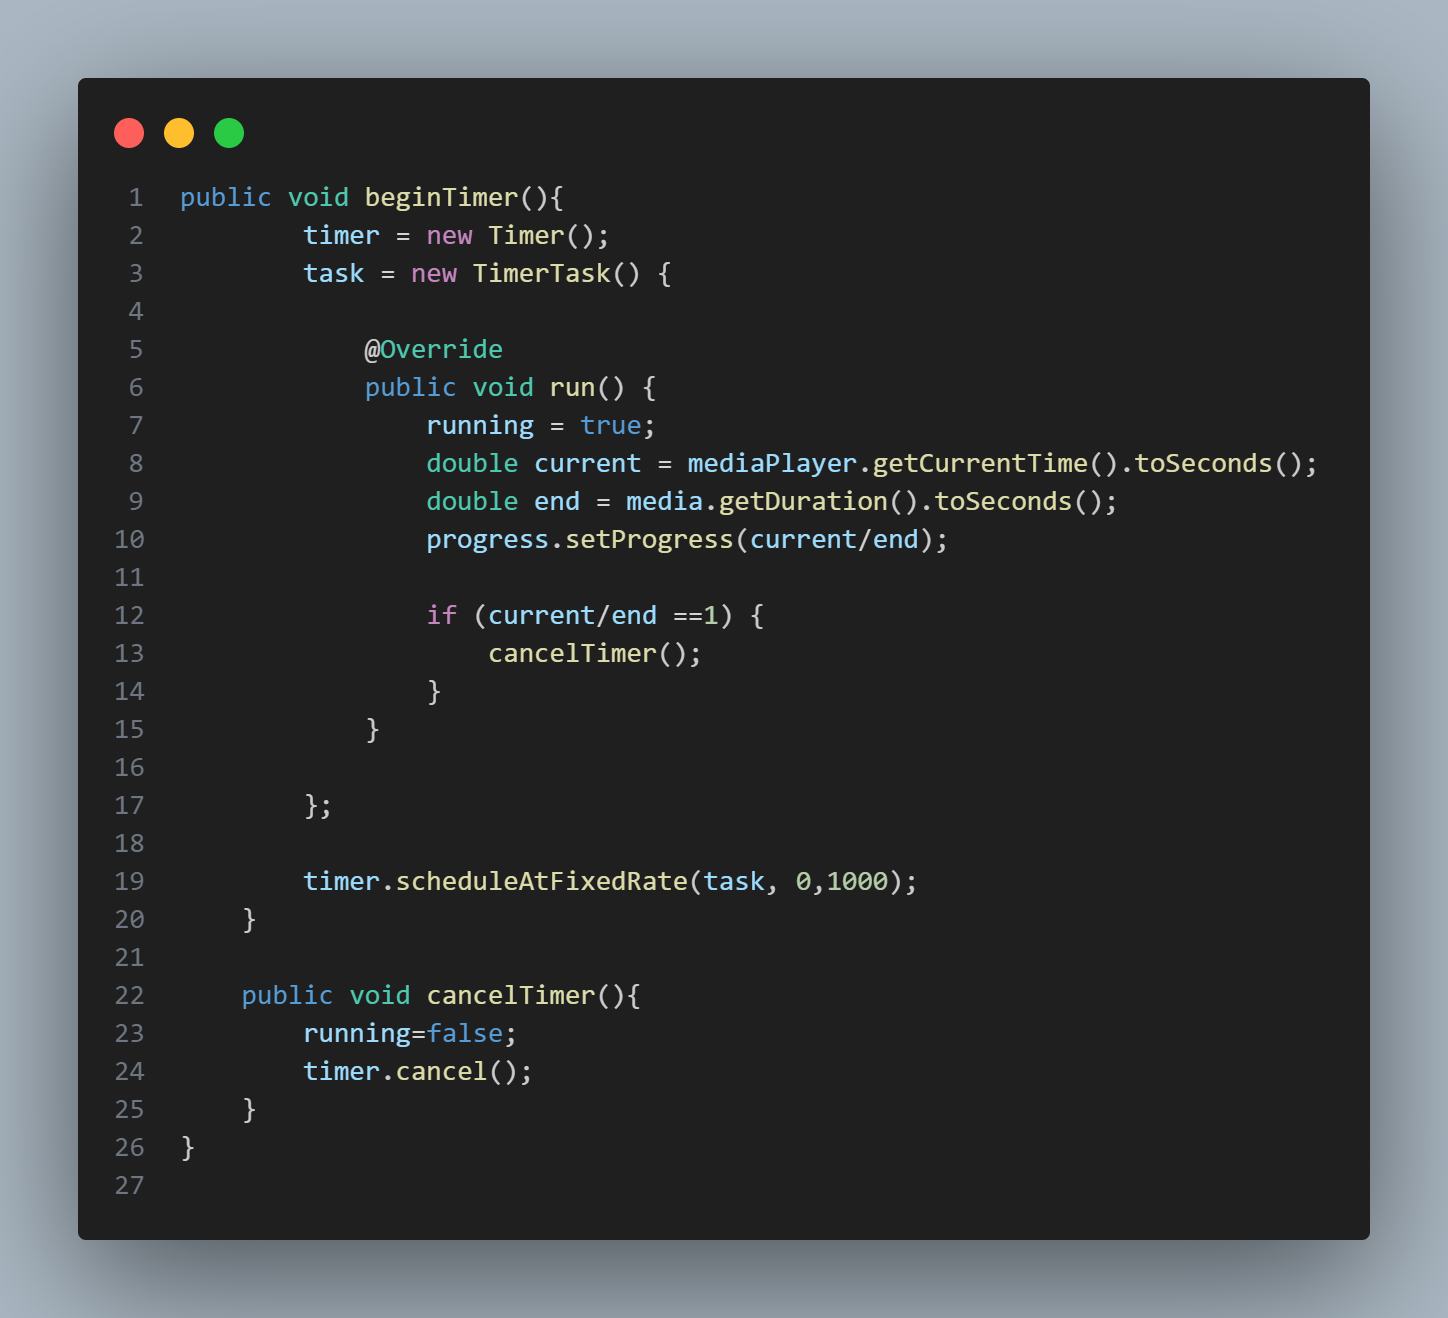 1 public void beginTimer(){
2         timer = new Timer();
3         task = new TimerTask() {
4
5             @Override
6             public void run() {
7                 running = true;
8                 double current = mediaPlayer.getCurrentTime().toSeconds();
9                 double end = media.getDuration().toSeconds();
10                 progress.setProgress(current/end);
11
12                 if (current/end ==1) {
13                     cancelTimer();
14                 }
15             }
16
17         };
18
19         timer.scheduleAtFixedRate(task, 0,1000);
20     }
21
22     public void cancelTimer(){
23         running=false;
24         timer.cancel();
25     }
26 }
27